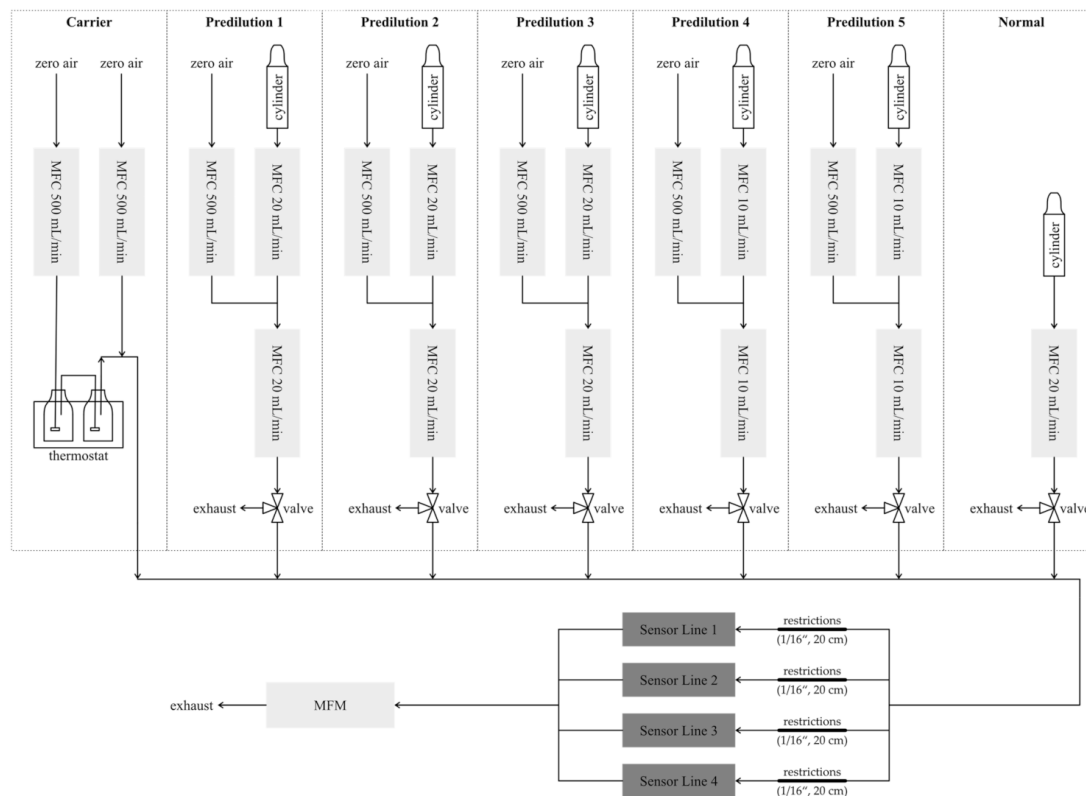 Carrier Predilution 1 Predilution 2 Predilution 3 Predilution 4 Predilution 5 Normal
zero air zero air zero air zero air zero air zero air zero air
cylinder cylinder cylinder cylinder cylinder
MFC 500 mL/min MFC 500 mL/min MFC 500 mL/min MFC 20 mL/min MFC 500 mL/min MFC 20 mL/min MFC 500 mL/min MFC 20 mL/min MFC 500 mL/min MFC 10 mL/min MFC 500 mL/min MFC 10 mL/min
cylinder
MFC 20 mL/min MFC 20 mL/min MFC 20 mL/min MFC 10 mL/min MFC 10 mL/min MFC 20 mL/min
thermostat
exhaust valve exhaust valve exhaust valve exhaust valve exhaust valve exhaust valve
restrictions
Sensor Line 1
(1/16“, 20 cm)
restrictions
Sensor Line 2
(1/16“, 20 cm)
exhaust MFM
restrictions
Sensor Line 3
(1/16“, 20 cm)
restrictions
Sensor Line 4
(1/16“, 20 cm)